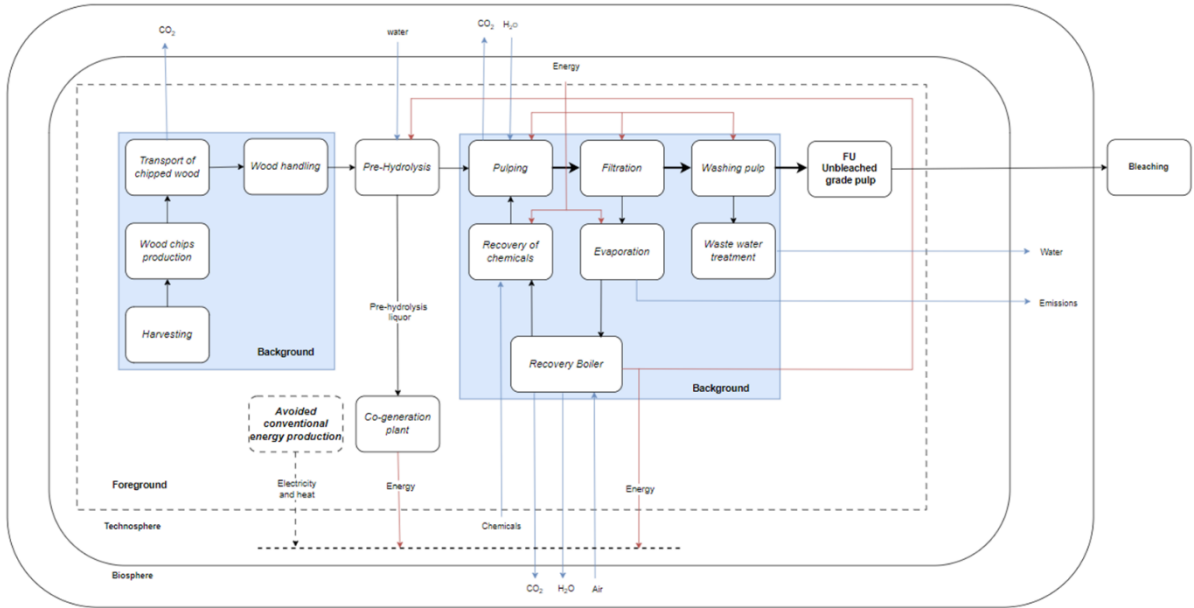 CO2
water
CO2
H2O
Energy
Transport of
chipped wood
Wood handling
Pre-Hydrolysis
Pulping
Filtration
Washing pulp
FU
Unbleached
grade pulp
Bleaching
Wood chips
production
Recovery of
chemicals
Evaporation
Waste water
treatment
Water
Emissions
Harvesting
Pre-hydrolysis
liquor
Background
Recovery Boiler
Background
Avoided
conventional
energy production
Co-generation
plant
Foreground
Electricity
and heat
Energy
Energy
Technosphere
Chemicals
Biosphere
CO2
H2O
Air